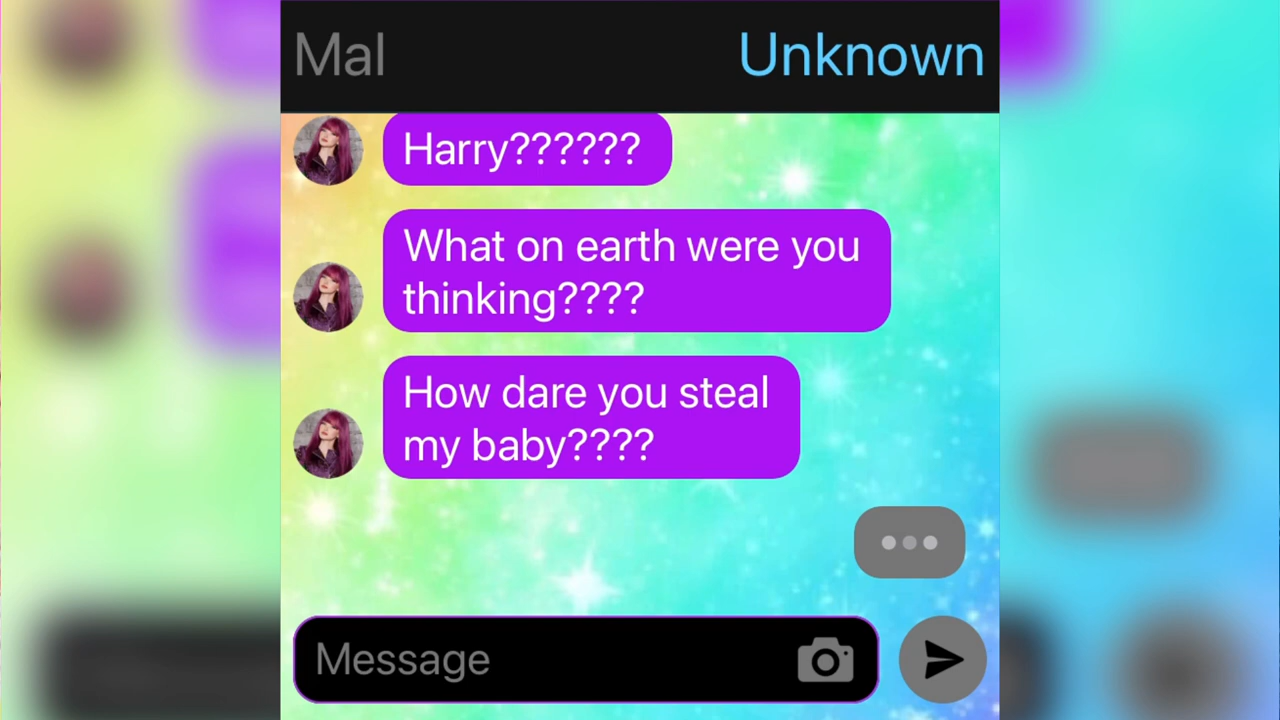 Mal
Unknown
Harry??????
What on earth were you
thinking????
How dare you steal
my baby????
Message